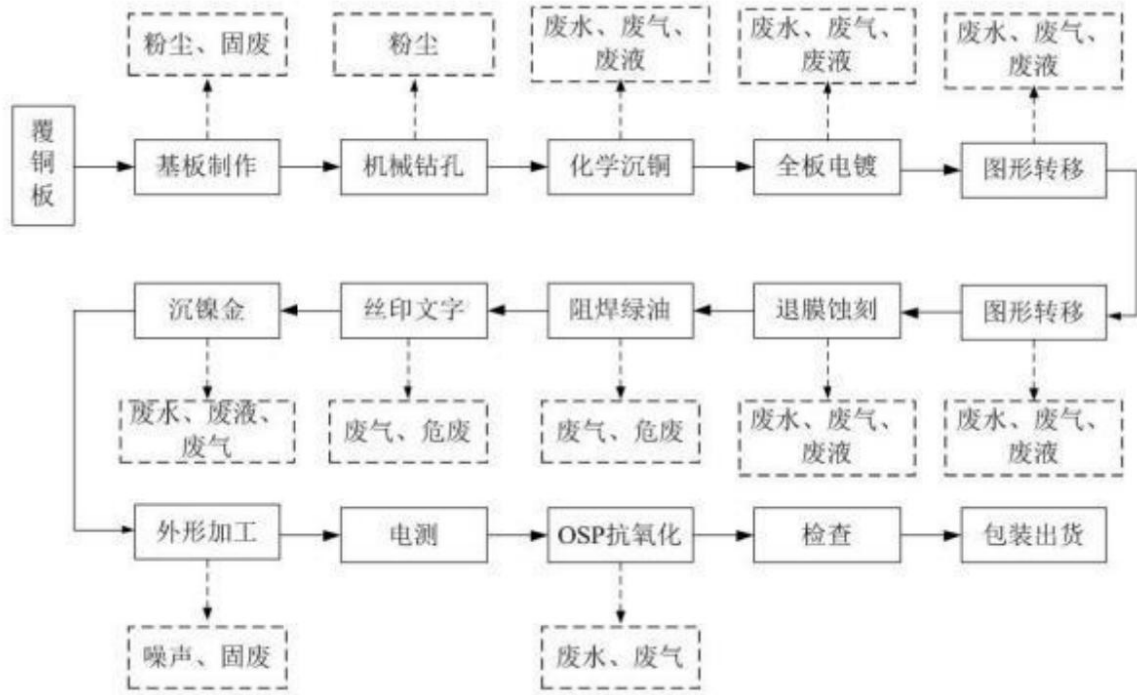 粉尘、固废
粉尘
废水、废气、
废液
废水、废气、
废液
废水、废气、
废液
覆
铜
板
基板制作
机械钻孔
化学沉铜
全板电镀
图形转移
沉镍金
丝印文字
阻焊绿油
退膜蚀刻
图形转移
废水、废液、
废气
废气、危废
废气、危废
废水、废气、
废液
废水、废气、
废液
外形加工
电测
OSP抗氧化
检查
包装出货
噪声、固废
废水、废气